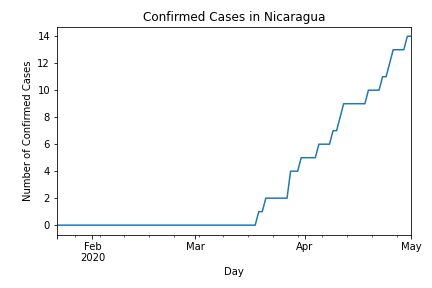 Confirmed Cases in Nicaragua
Number of Confirmed Cases
14
12
10
8
6
4
2
0
Feb Mar Apr May
2020
Day